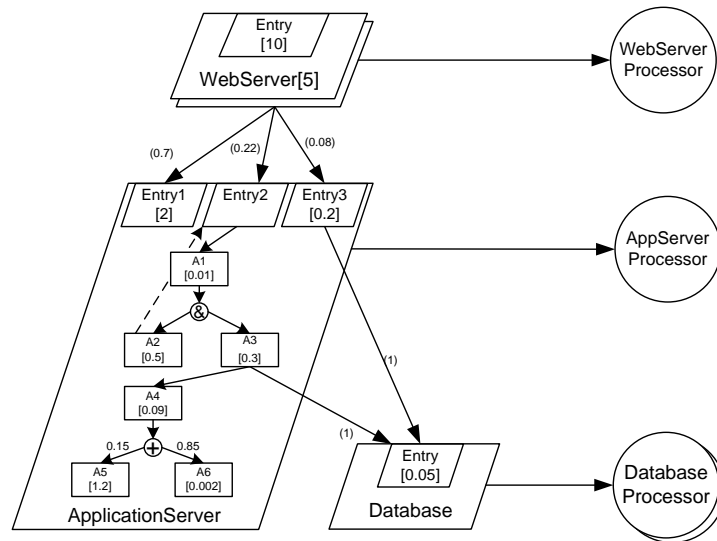 Entry
[10]
WebServer[5]
WebServer
Processor
(0.7)
(0.22)
(0.08)
Entry1
[2]
Entry2
Entry3
[0.2]
AppServer
Processor
A1
[0.01]
&
A2
[0.5]
A3
[0.3]
(1)
A4
[0.09]
0.15
+
0.85
(1)
A5
[1.2]
A6
[0.002]
ApplicationServer
Entry
[0.05]
Database
Database
Processor